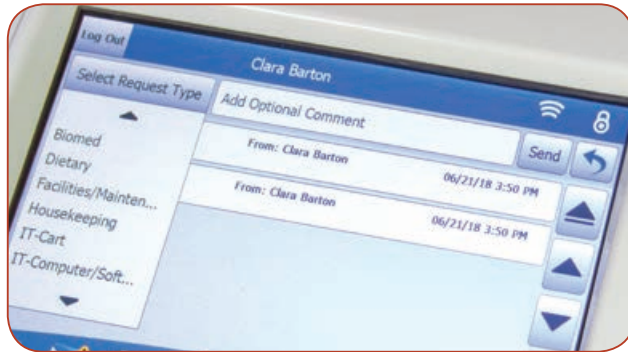 Log Out
Clara Barton
Select Request Type
Add Optional Comment
Send
Biomed
Dietary
Facilities/Mainten...
Housekeeping
IT-Cart
IT-Computer/Soft...
From: Clara Barton
06/21/18 3:50 PM
From: Clara Barton
06/21/18 3:50 PM